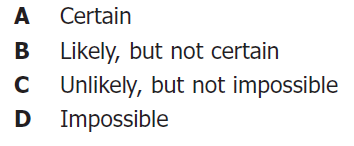 A Certain
B Likely, but not certain
C Unlikely, but not impossible
D Impossible